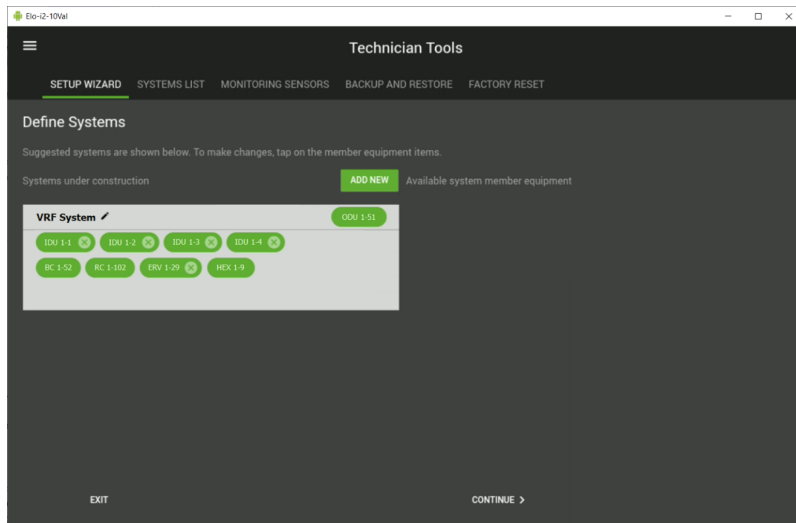 Elo-i2-10Val
Technician Tools
SETUP WIZARD SYSTEMS LIST MONITORING SENSORS BACKUP AND RESTORE FACTORY RESET
Define Systems
Suggested systems are shown below. To make changes, tap on the member equipment items.
Systems under construction ADD NEW Available system member equipment
VRF System ODU 1-51
IDU 1-1 IDU 1-2 IDU 1-3 IDU 1-4
BC 1-52 RC 1-102 ERV 1-29 HEX 1-9
EXIT CONTINUE